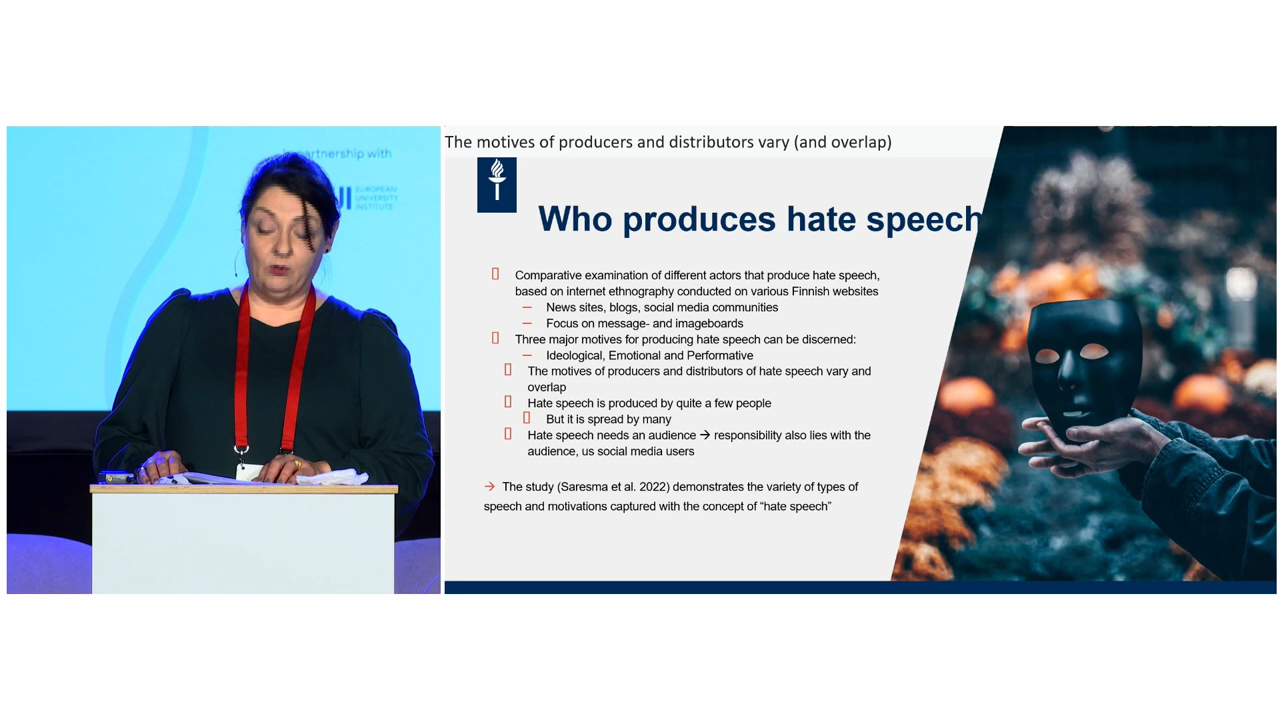 In partnership with
EUROPEAN
UNIVERSITY
INSTITUTE
The motives of producers and distributors vary (and overlap)
Who produces hate speech
Comparative examination of different actors that produce hate speech,
based on internet ethnography conducted on various Finnish websites
– News sites, blogs, social media communities
– Focus on message- and imageboards
Three major motives for producing hate speech can be discerned:
– Ideological, Emotional and Performative
The motives of producers and distributors of hate speech vary and
overlap
Hate speech is produced by quite a few people
But it is spread by many
Hate speech needs an audience → responsibility also lies with the
audience, us social media users
→ The study (Saresma et al. 2022) demonstrates the variety of types of
speech and motivations captured with the concept of “hate speech”